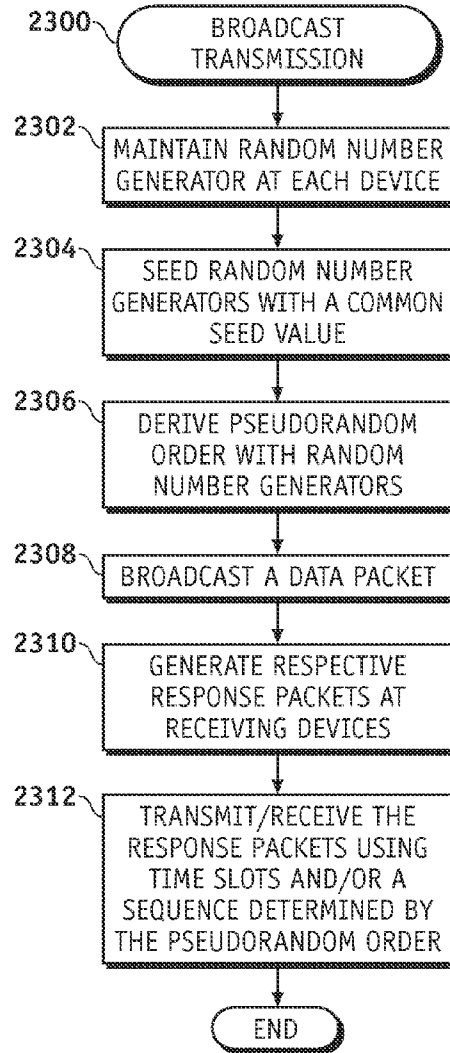 2300
BROADCAST
TRANSMISSION
2302
MAINTAIN RANDOM NUMBER
GENERATOR AT EACH DEVICE
2304
SEED RANDOM NUMBER
GENERATORS WITH A COMMON
SEED VALUE
2306
DERIVE PSEUDORANDOM
ORDER WITH RANDOM
NUMBER GENERATORS
2308
BROADCAST A DATA PACKET
2310
GENERATE RESPECTIVE
RESPONSE PACKETS AT
RECEIVING DEVICES
2312
TRANSMIT/RECEIVE THE
RESPONSE PACKETS USING
TIME SLOTS AND/OR A
SEQUENCE DETERMINED BY
THE PSEUDORANDOM ORDER
END